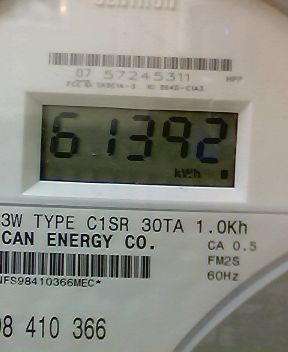 07 57245311 HPP
61392
kWh
3W TYPE C1SR 30TA 1.0Kh
CAN ENERGY CO.
CA 0.5
FM2S
60Hz
NFS98410366MEC*
98 410 366